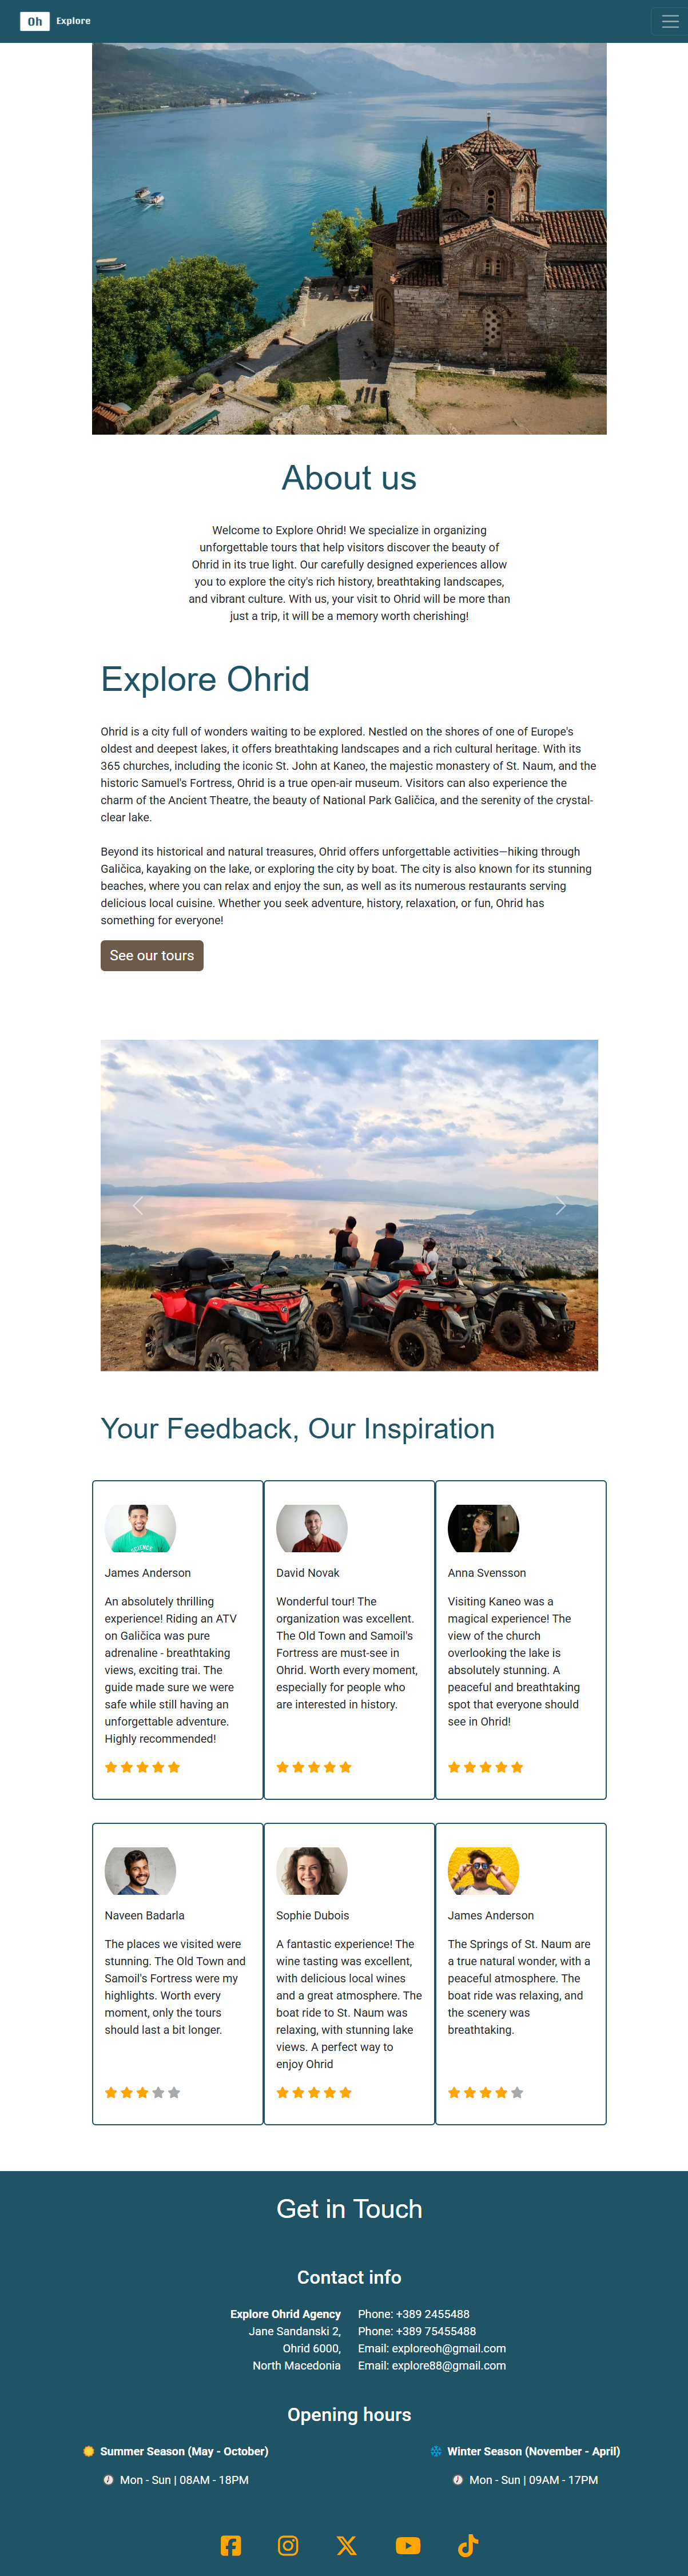 Oh Explore
About us
Welcome to Explore Ohrid! We specialize in organizing
unforgettable tours that help visitors discover the beauty of
Ohrid in its true light. Our carefully designed experiences allow
you to explore the city's rich history, breathtaking landscapes,
and vibrant culture. With us, your visit to Ohrid will be more than
just a trip, it will be a memory worth cherishing!
Explore Ohrid
Ohrid is a city full of wonders waiting to be explored. Nestled on the shores of one of Europe's
oldest and deepest lakes, it offers breathtaking landscapes and a rich cultural heritage. With its
365 churches, including the iconic St. John at Kaneo, the majestic monastery of St. Naum, and the
historic Samuel's Fortress, Ohrid is a true open-air museum. Visitors can also experience the
charm of the Ancient Theatre, the beauty of National Park Galičica, and the serenity of the crystal-
clear lake.
Beyond its historical and natural treasures, Ohrid offers unforgettable activities—hiking through
Galičica, kayaking on the lake, or exploring the city by boat. The city is also known for its stunning
beaches, where you can relax and enjoy the sun, as well as its numerous restaurants serving
delicious local cuisine. Whether you seek adventure, history, relaxation, or fun, Ohrid has
something for everyone!
See our tours
Your Feedback, Our Inspiration
SCIENCE
James Anderson
An absolutely thrilling
experience! Riding an ATV
on Galičica was pure
adrenaline - breathtaking
views, exciting trai. The
guide made sure we were
safe while still having an
unforgettable adventure.
Highly recommended!
David Novak
Wonderful tour! The
organization was excellent.
The Old Town and Samoil's
Fortress are must-see in
Ohrid. Worth every moment,
especially for people who
are interested in history.
Anna Svensson
Visiting Kaneo was a
magical experience! The
view of the church
overlooking the lake is
absolutely stunning. A
peaceful and breathtaking
spot that everyone should
see in Ohrid!
Naveen Badarla
The places we visited were
stunning. The Old Town and
Samoil's Fortress were my
highlights. Worth every
moment, only the tours
should last a bit longer.
Sophie Dubois
A fantastic experience! The
wine tasting was excellent,
with delicious local wines
and a great atmosphere. The
boat ride to St. Naum was
relaxing, with stunning lake
views. A perfect way to
enjoy Ohrid
James Anderson
The Springs of St. Naum are
a true natural wonder, with a
peaceful atmosphere. The
boat ride was relaxing, and
the scenery was
breathtaking.
Get in Touch
Contact info
Explore Ohrid Agency
Jane Sandanski 2,
Ohrid 6000,
North Macedonia
Phone: +389 2455488
Phone: +389 75455488
Email: exploreoh@gmail.com
Email: explore88@gmail.com
Opening hours
Summer Season (May - October)
Mon - Sun | 08AM - 18PM
Winter Season (November - April)
Mon - Sun | 09AM - 17PM